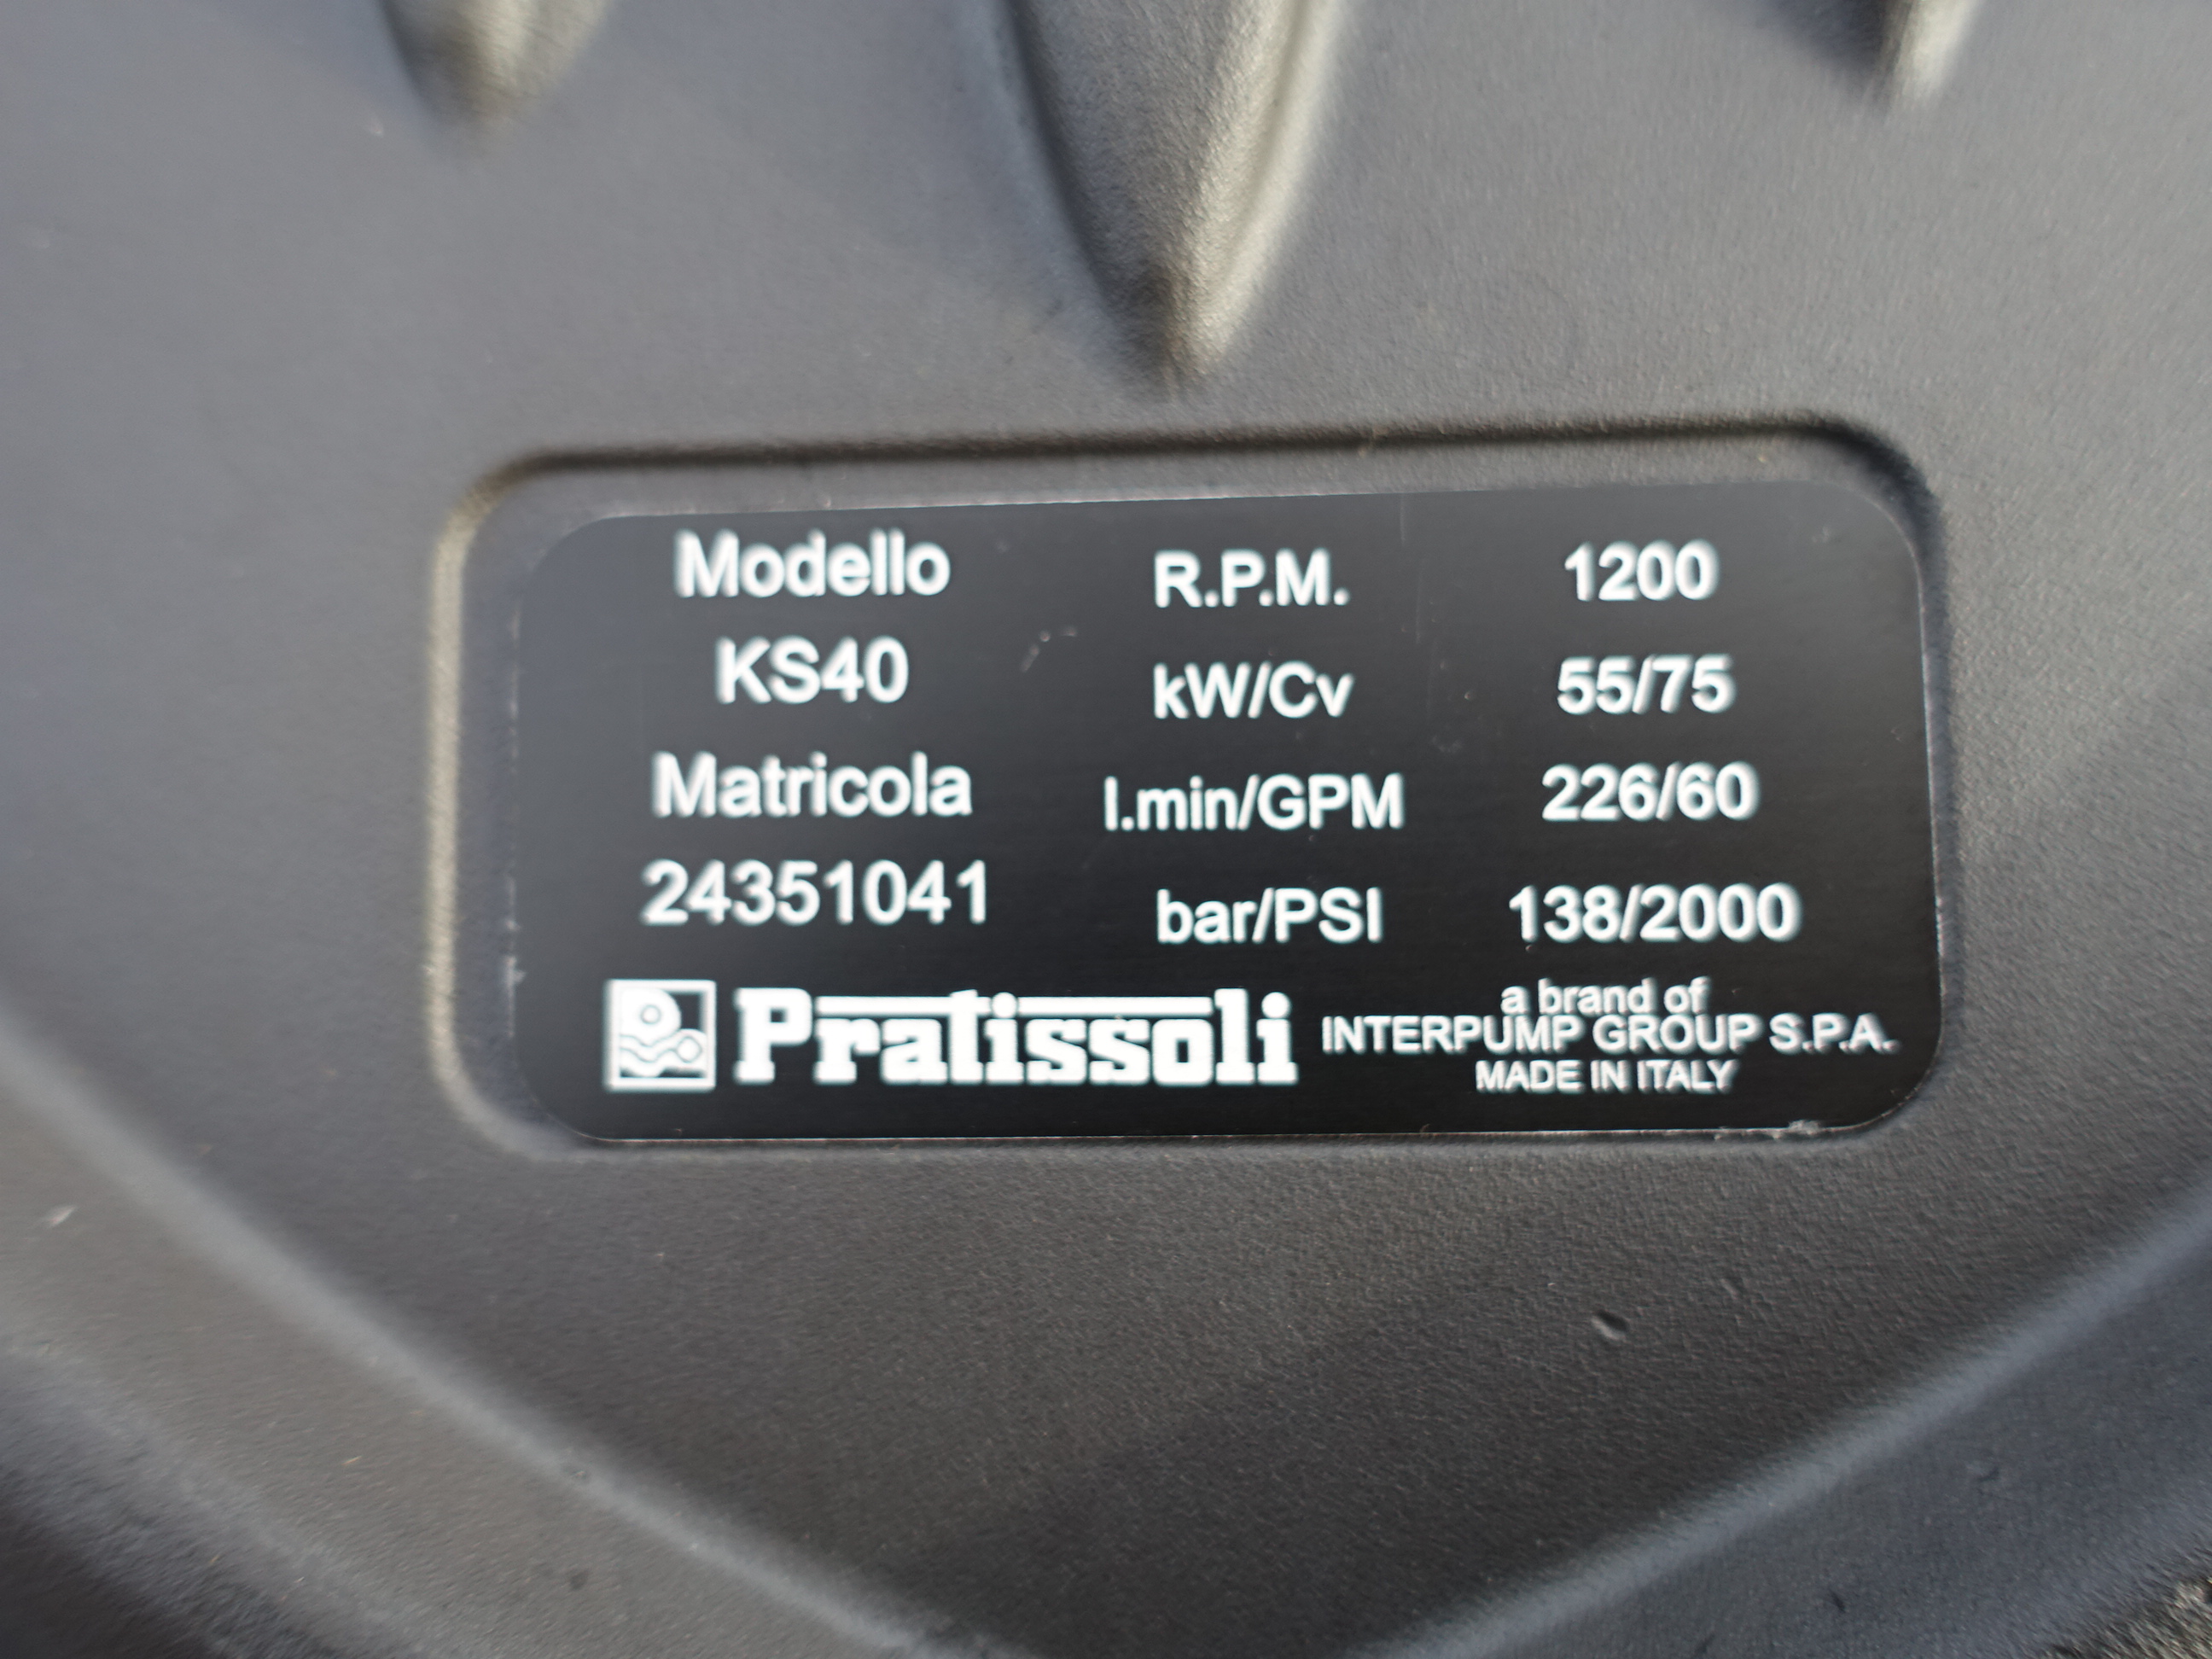 Modello R.P.M. 1200
KS40 kW/Cv 55/75
Matricola l.min/GPM 226/60
24351041 bar/PSI 138/2000
Pratissoli
a brand of
INTERPUMP GROUP S.P.A.
MADE IN ITALY